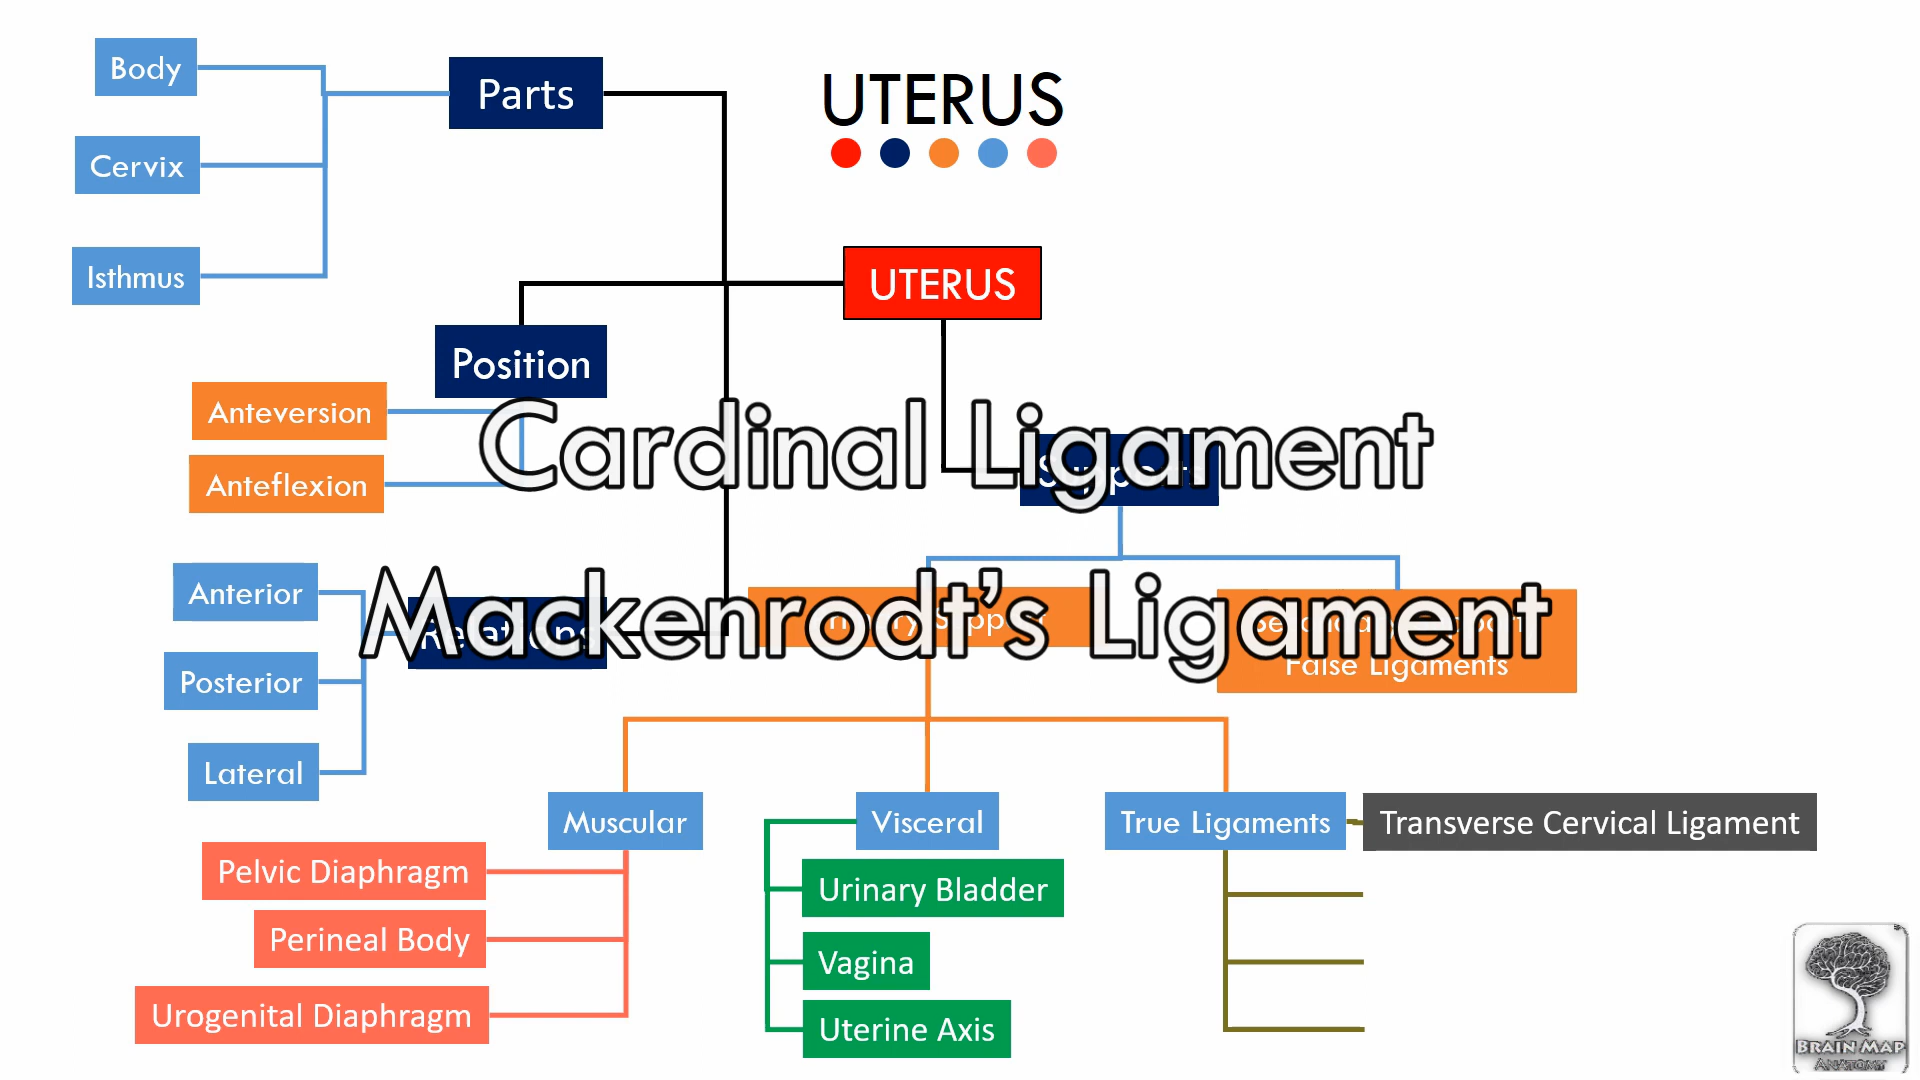 Body
Parts
UTERUS
Cervix
Isthmus
UTERUS
Position
Anteversion
Cardinal Ligament
Supports
Anteflexion
Anterior
Mackenrodt's Ligament
Relations
False Ligaments
Posterior
Lateral
Muscular
Visceral
True Ligaments
Transverse Cervical Ligament
Pelvic Diaphragm
Urinary Bladder
Perineal Body
Vagina
Urogenital Diaphragm
Uterine Axis
BRAIN MAP
ANATOMY